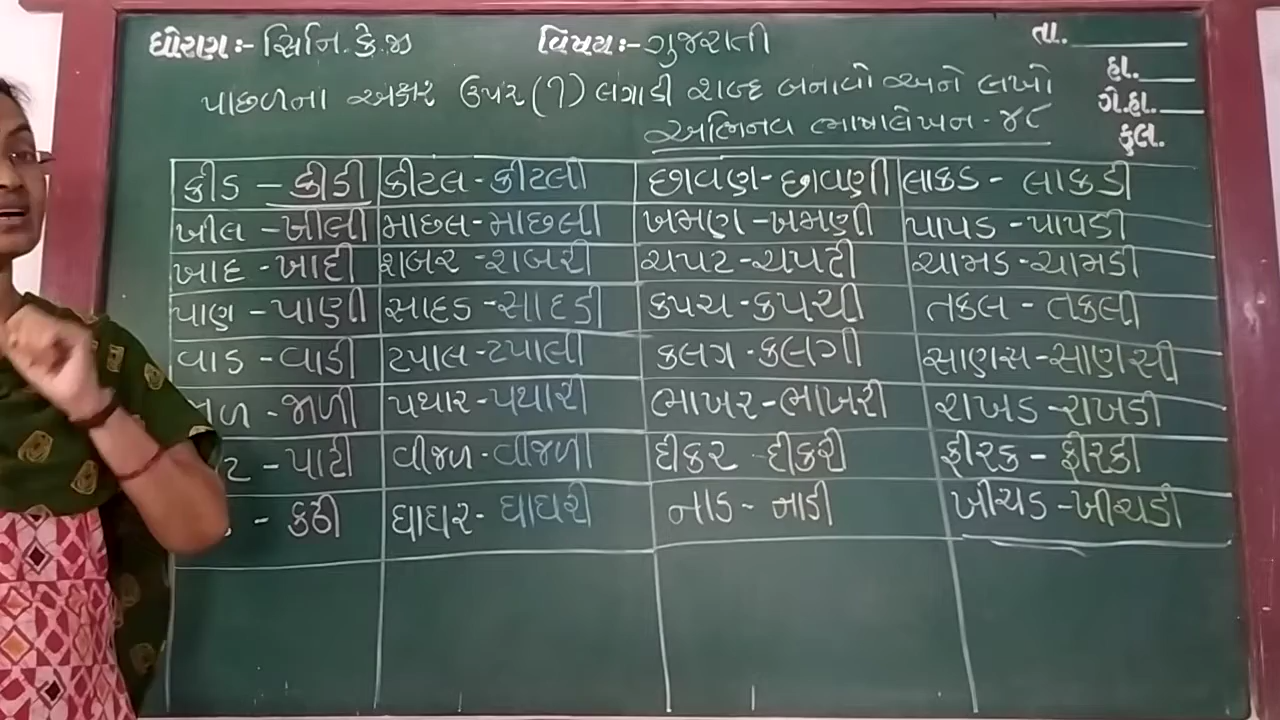 ધોરણ:- સિનિ.કે.જી વિષય:- ગુજરાતી તા.
હા.
પાછળના અક્ષર ઉપર (ી) લગાડી શબ્દ બનાવો અને લખો
ગે.હા.
અભિનવ ભાષાલેખન - ૪૮
કુલ.
કીડ - કીડી કીટલ - કીટલી છાવણ - છાવણી લાકડ - લાકડી
ખીલ - ખીલી માછલ - માછલી ખમણ - ખમણી પાપડ - પાપડી
ખાદ - ખાદી શબર - શબરી ચપટ - ચપટી ચામડ - ચામડી
પાણ - પાણી સાદડ - સાદડી કપચ - કપચી તકલ - તકલી
વાડ - વાડી ટપાલ - ટપાલી કલગ - કલગી સાણસ - સાણસી
ળ - જાળી પથાર - પથારી ભાખર - ભાખરી રાખડ - રાખડી
ટ - પાટી વીજળ - વીજળી દીકર - દીકરી ફીરક - ફીરકી
- કઠી ઘાઘર - ઘાઘરી નાડ - નાડી ખીચડ - ખીચડી